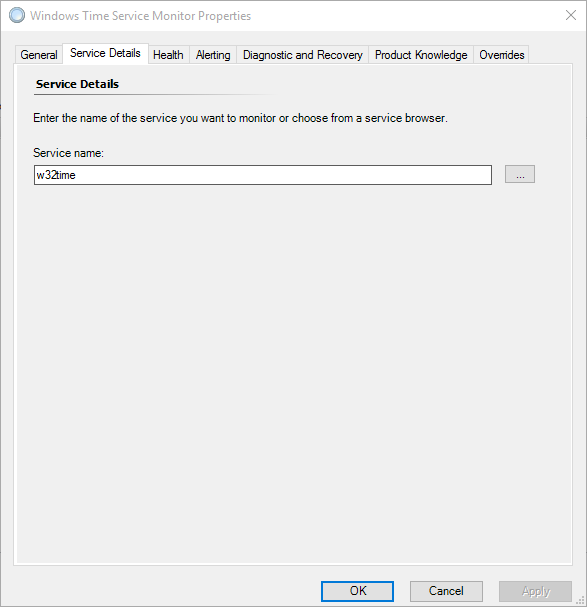 Windows Time Service Monitor Properties
General Service Details Health Alerting Diagnostic and Recovery Product Knowledge Overrides
Service Details
Enter the name of the service you want to monitor or choose from a service browser.
Service name:
w32time
...
OK Cancel Apply